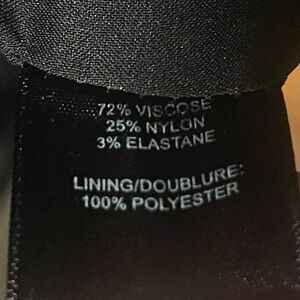 72% VISCOSE
25% NYLON
3% ELASTANE
LINING/DOUBLURE:
100% POLYESTER